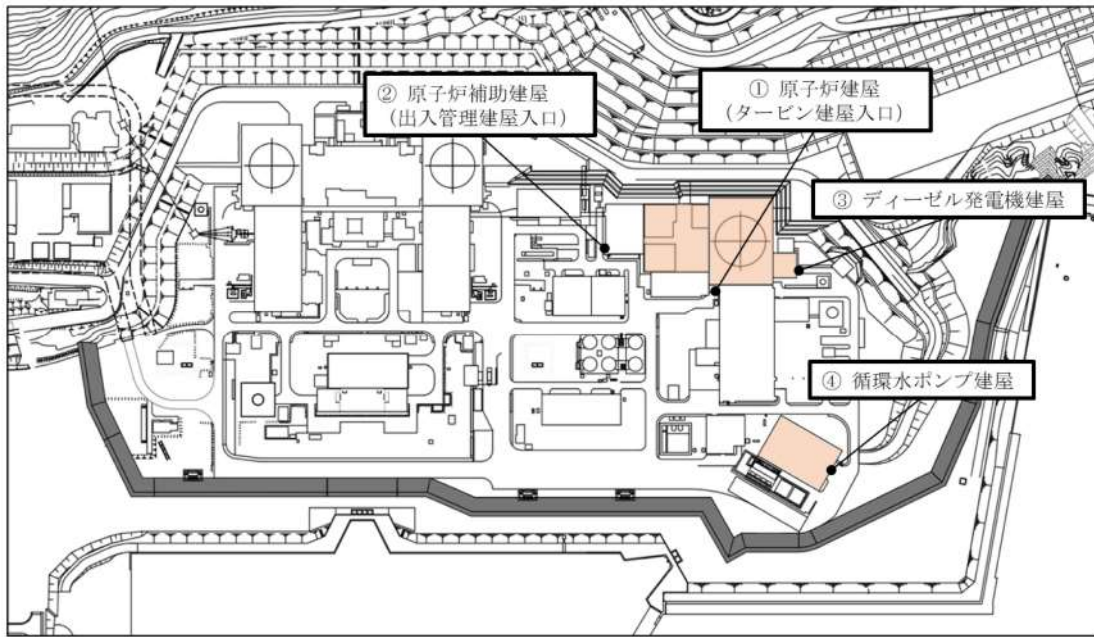 ① 原子炉建屋
(タービン建屋入口)
② 原子炉補助建屋
(出入管理建屋入口)
③ ディーゼル発電機建屋
④ 循環水ポンプ建屋